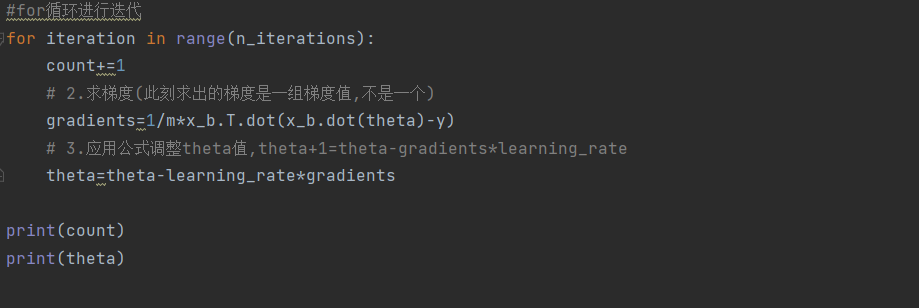 #for循环进行迭代
for iteration in range(n_iterations):
    count+=1
    # 2.求梯度(此刻求出的梯度是一组梯度值,不是一个)
    gradients=1/m*x_b.T.dot(x_b.dot(theta)-y)
    # 3.应用公式调整theta值,theta+1=theta-gradients*learning_rate
    theta=theta-learning_rate*gradients
print(count)
print(theta)